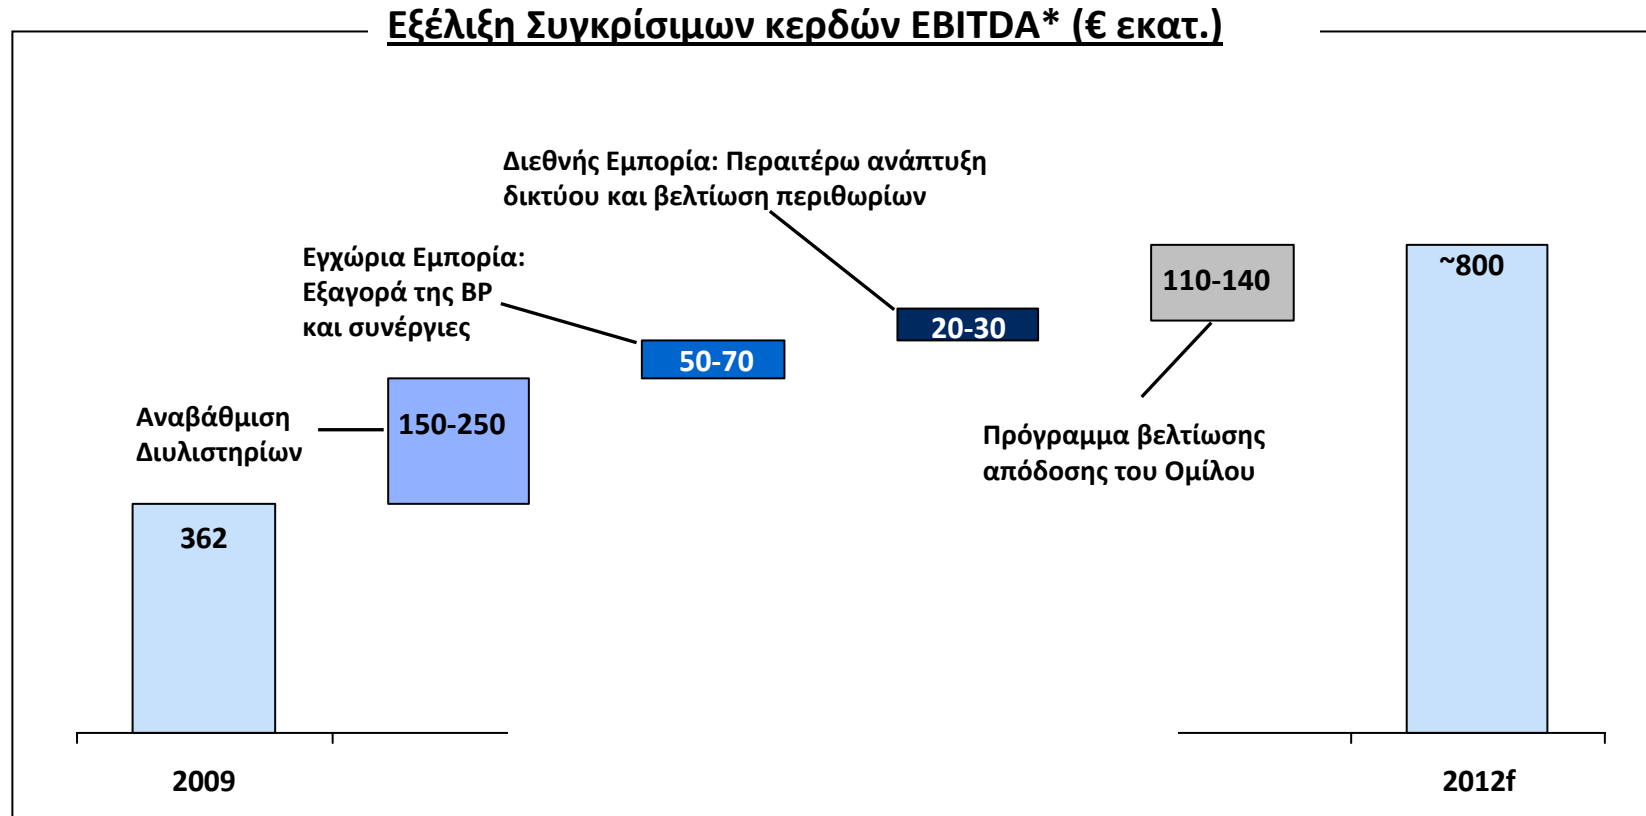 Εξέλιξη Συγκρίσιμων κερδών EBITDA* (€ εκατ.)
Διεθνής Εμπορία: Περαιτέρω ανάπτυξη
δικτύου και βελτίωση περιθωρίων
Εγχώρια Εμπορία:
Εξαγορά της BP
και συνέργιες
110-140
~800
20-30
50-70
Αναβάθμιση
Διυλιστηρίων
150-250
Πρόγραμμα βελτίωσης
απόδοσης του Ομίλου
362
2009
2012f